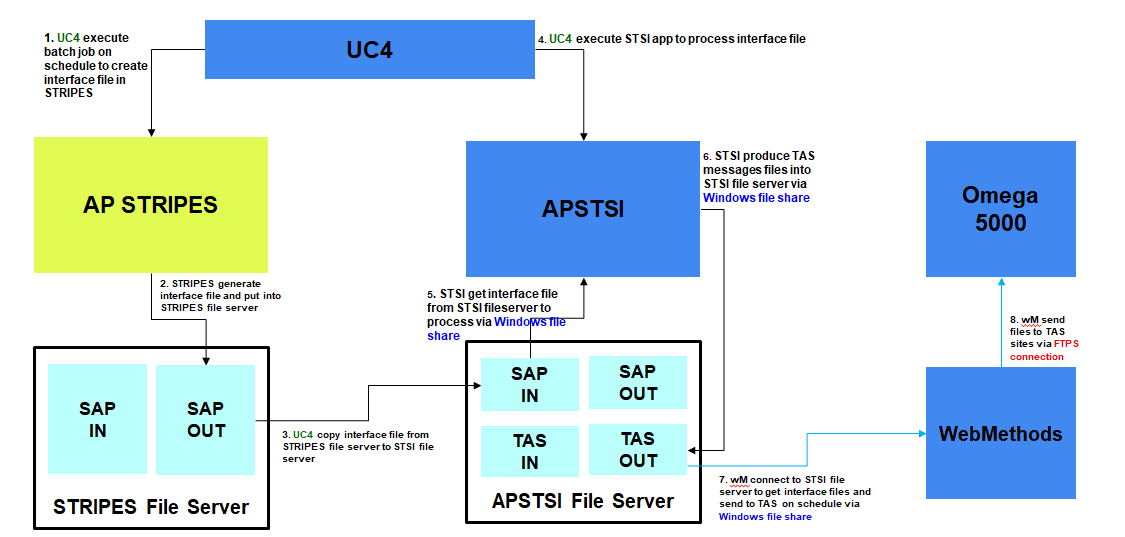 1. UC4 execute
batch job on
schedule to create
interface file in
STRIPES
UC4
4. UC4 execute STSI app to process interface file
AP STRIPES
APSTSI
6. STSI produce TAS
messages files into
STSI file server via
Windows file share
Omega
5000
2. STRIPES generate
interface file and put into
STRIPES file server
5. STSI get interface file
from STSI fileserver to
process via Windows file
share
8. wM send
files to TAS
sites via FTPS
connection
SAP
IN
SAP
OUT
STRIPES File Server
3. UC4 copy interface file from
STRIPES file server to STSI file
server
SAP
IN
SAP
OUT
TAS
IN
TAS
OUT
APSTSI File Server
WebMethods
7. wM connect to STSI file
server to get interface files and
send to TAS on schedule via
Windows file share